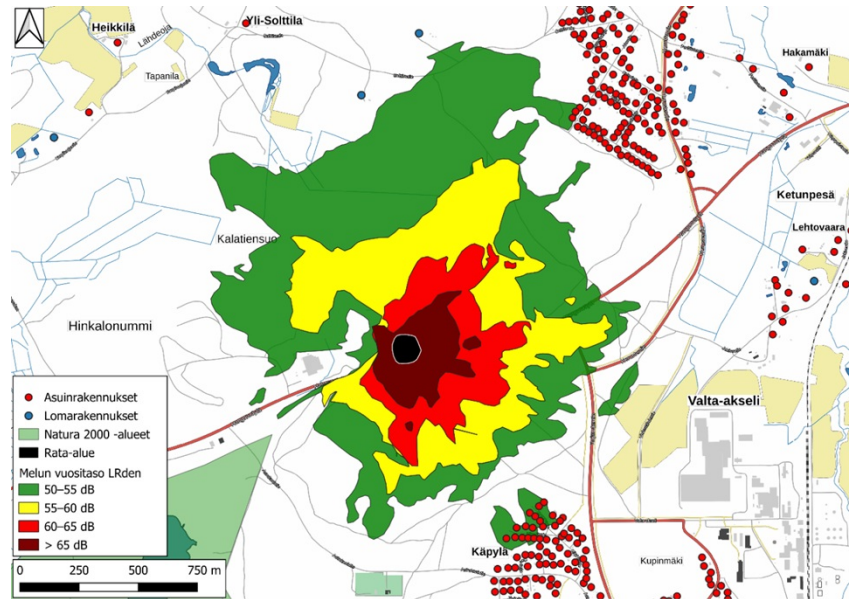 Heikkilä
Lähdeoja
Yli-Solttila
Tapanila
Hakamäki
Ketunpesä
Lehtovaara
Kalatiensuo
Hinkalonummi
Valta-akseli
Käpylä
Kupinmäki
Asuinrakennukset
Lomarakennukset
Natura 2000 -alueet
Rata-alue
Melun vuositaso LRden
50–55 dB
55–60 dB
60–65 dB
> 65 dB
0 250 500 750 m